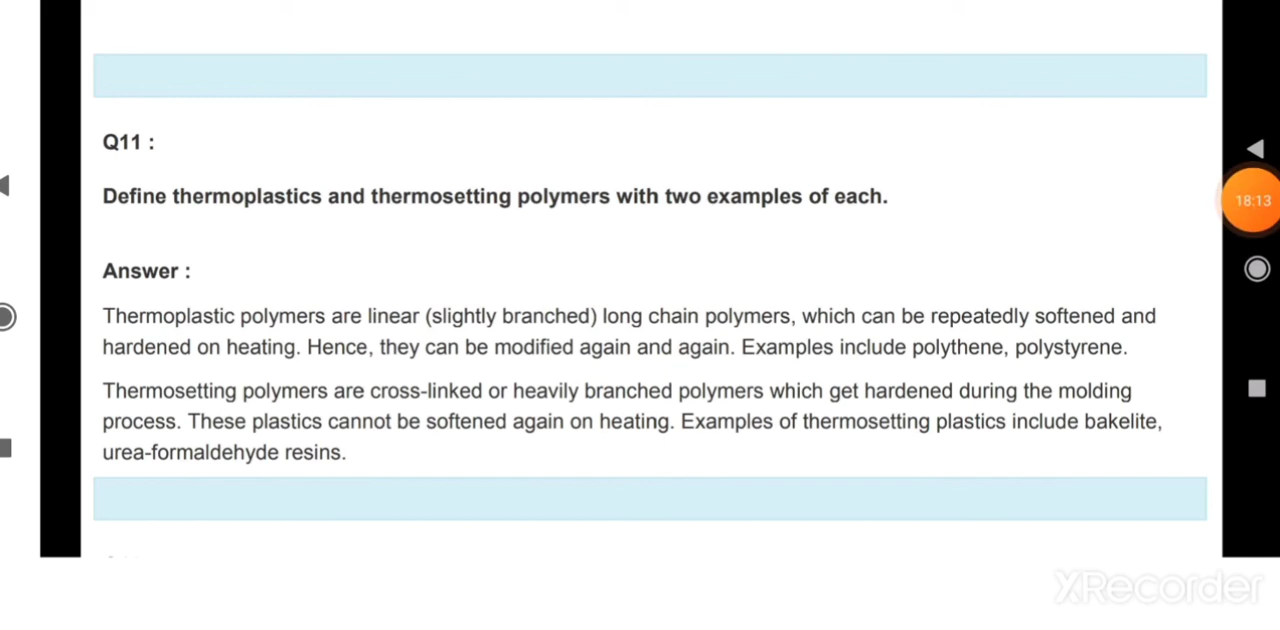 Q11 :
Define thermoplastics and thermosetting polymers with two examples of each.
18:13
Answer :
Thermoplastic polymers are linear (slightly branched) long chain polymers, which can be repeatedly softened and
hardened on heating. Hence, they can be modified again and again. Examples include polythene, polystyrene.
Thermosetting polymers are cross-linked or heavily branched polymers which get hardened during the molding
process. These plastics cannot be softened again on heating. Examples of thermosetting plastics include bakelite,
urea-formaldehyde resins.
XRecorder